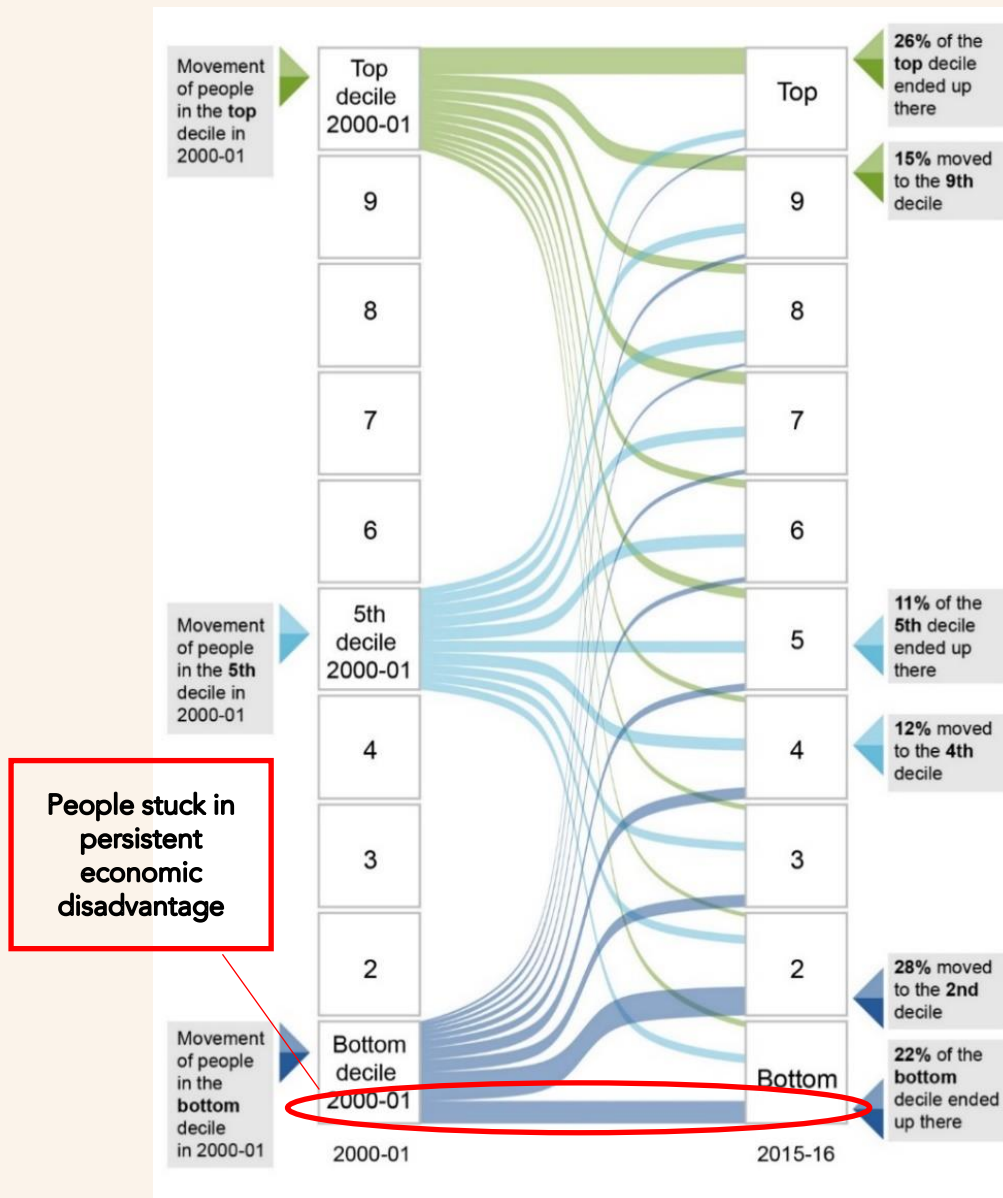 Movement
of people
in the top
decile in
2000-01
Top
decile
2000-01
9
8
7
6
Movement
of people
in the 5th
decile in
2000-01
5th
decile
2000-01
4
People stuck in
persistent
economic
disadvantage
3
2
Movement
of people
in the
bottom
decile
in 2000-01
Bottom
decile
2000-01
2000-01
Top
9
8
7
6
5
4
3
2
Bottom
2015-16
26% of the
top decile
ended up
there
15% moved
to the 9th
decile
11% of the
5th decile
ended up
there
12% moved
to the 4th
decile
28% moved
to the 2nd
decile
22% of the
bottom
decile ended
up there